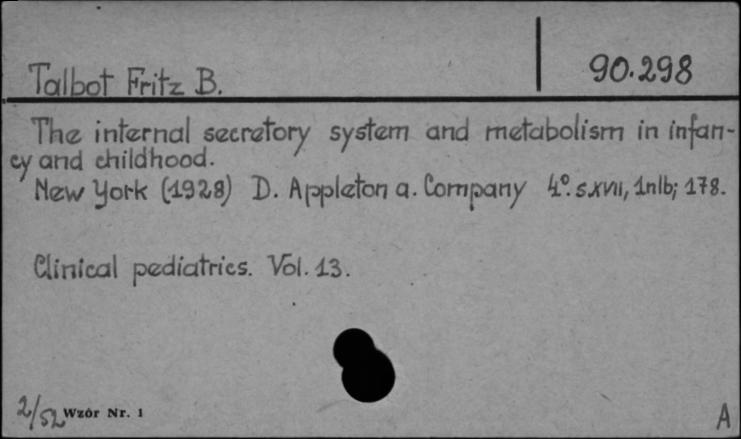 Talbot Fritz B.
90.298
The internal secretory system and metabolism in infan-
cy and childhood.
New York (1928) D. Appleton a. Company 4°. s.XVII, 1nlb; 178.
Clinical pediatrics. Vol. 13.
2/52 Wzór Nr. 1
A